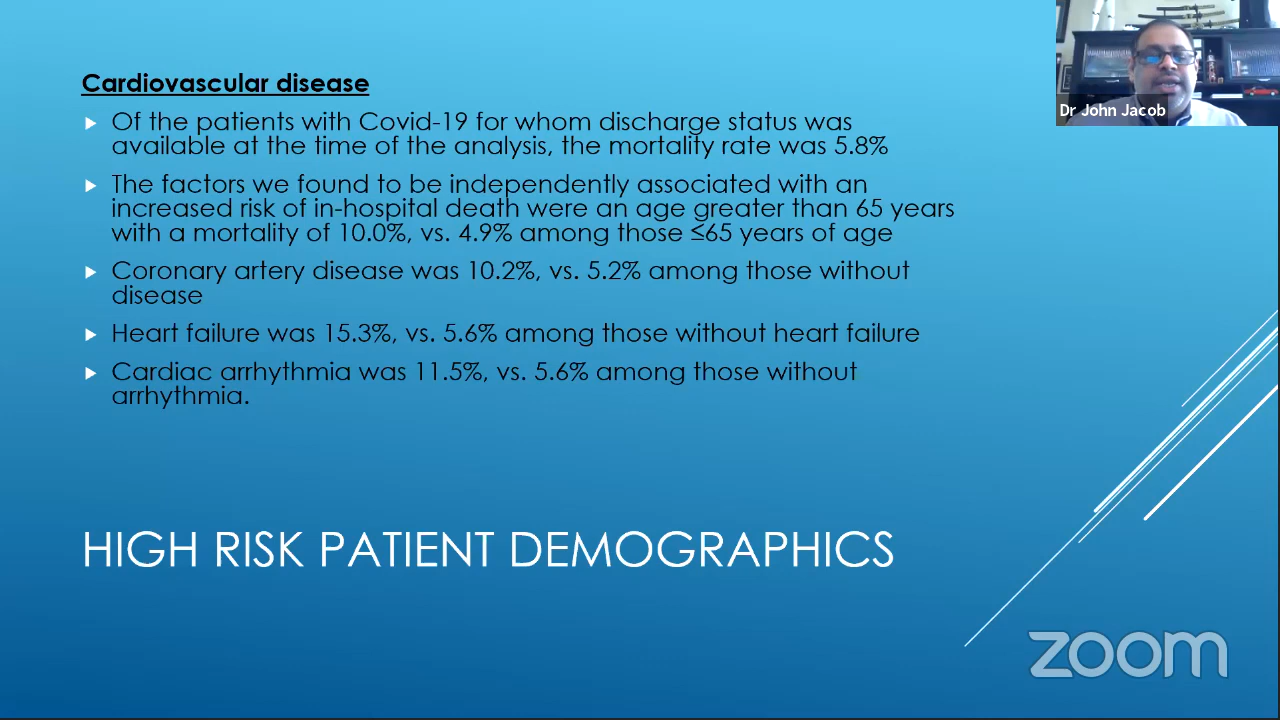 Cardiovascular disease
Of the patients with Covid-19 for whom discharge status was
available at the time of the analysis, the mortality rate was 5.8%
The factors we found to be independently associated with an
increased risk of in-hospital death were an age greater than 65 years
with a mortality of 10.0%, vs. 4.9% among those ≤65 years of age
Coronary artery disease was 10.2%, vs. 5.2% among those without
disease
Heart failure was 15.3%, vs. 5.6% among those without heart failure
Cardiac arrhythmia was 11.5%, vs. 5.6% among those without
arrhythmia.
HIGH RISK PATIENT DEMOGRAPHICS
Dr John Jacob
zoom